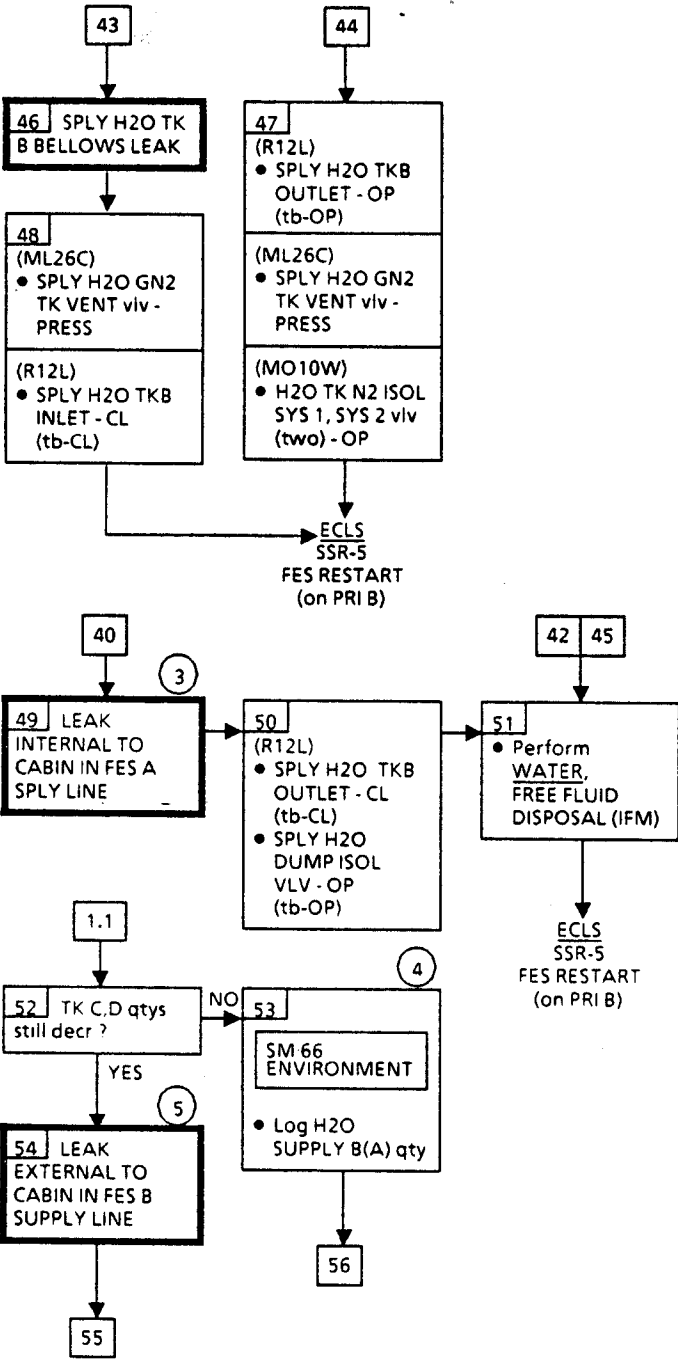 43
46 SPLY H2O TK
B BELLOWS LEAK
48
(ML26C)
• SPLY H2O GN2
TK VENT vlv -
PRESS
(R12L)
• SPLY H2O TKB
INLET - CL
(tb-CL)
44
47
(R12L)
• SPLY H2O TKB
OUTLET - OP
(tb-OP)
(ML26C)
• SPLY H2O GN2
TK VENT vlv -
PRESS
(MO10W)
• H2O TK N2 ISOL
SYS 1, SYS 2 vlv
(two) - OP
ECLS
SSR-5
FES RESTART
(on PRI B)
40
3
49 LEAK
INTERNAL TO
CABIN IN FES A
SPLY LINE
50
(R12L)
• SPLY H2O TKB
OUTLET - CL
(tb-CL)
• SPLY H2O
DUMP ISOL
VLV - OP
(tb-OP)
42 45
51
• Perform
WATER,
FREE FLUID
DISPOSAL (IFM)
ECLS
SSR-5
FES RESTART
(on PRI B)
1.1
52 TK C,D qtys
still decr ?
NO
YES
4
53
SM 66
ENVIRONMENT
• Log H2O
SUPPLY B(A) qty
56
5
54 LEAK
EXTERNAL TO
CABIN IN FES B
SUPPLY LINE
55